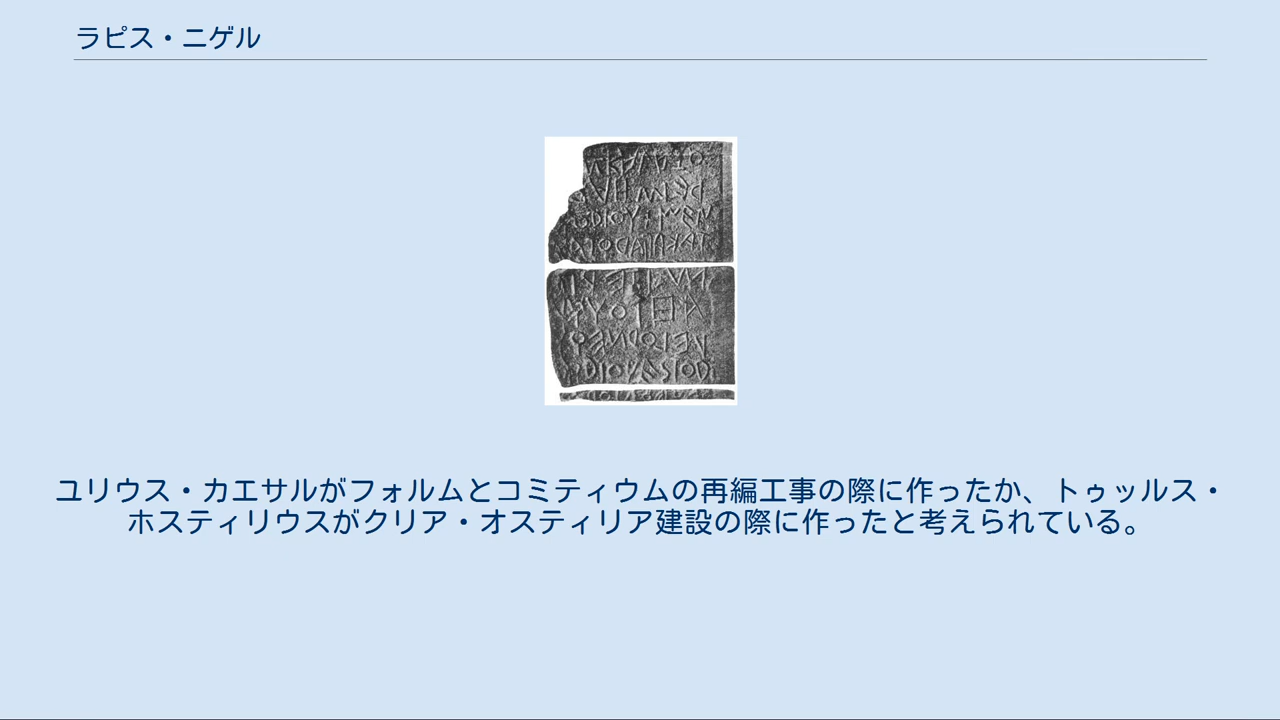 ラピス・ニゲル
ユリウス・カエサルがフォルムとコミティウムの再編工事の際に作ったか、トゥッルス・
ホスティリウスがクリア・オスティリア建設の際に作ったと考えられている。